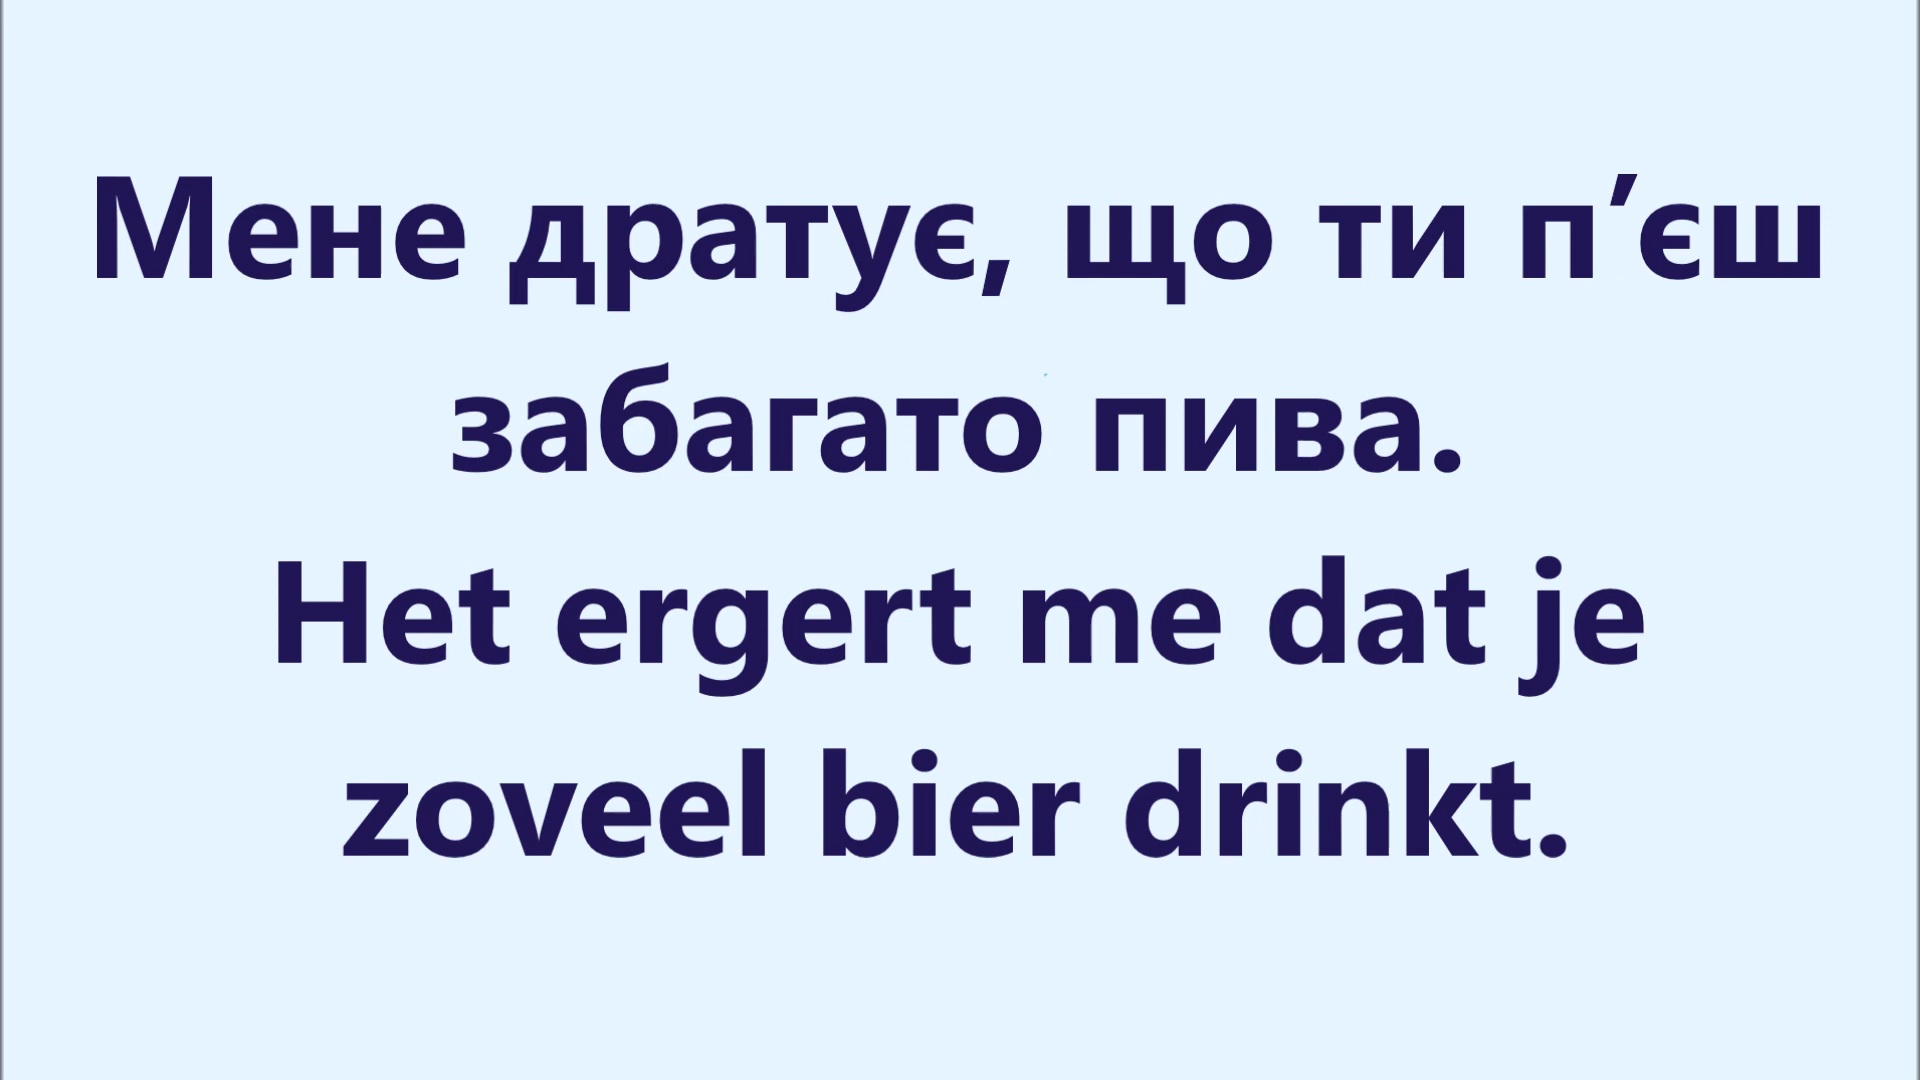 Мене дратує, що ти п’єш
забагато пива.
Het ergert me dat je
zoveel bier drinkt.